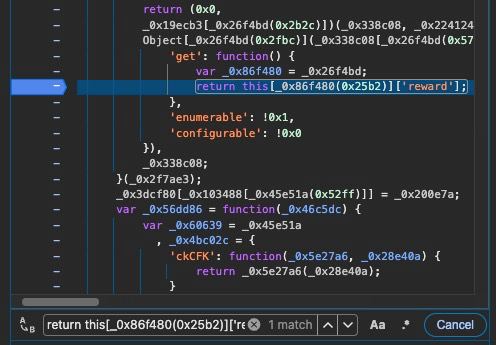 return (0x0,
_0x19ecb3[_0x26f4bd(0x2b2c)])(_0x338c08, _0x224124
Object[_0x26f4bd(0x2fbc)](_0x338c08[_0x26f4bd(0x57
'get': function() {
var _0x86f480 = _0x26f4bd;
return this[_0x86f480(0x25b2)]['reward'];
},
'enumerable': !0x1,
'configurable': !0x0
}),
_0x338c08;
}(_0x2f7ae3);
_0x3dcf80[_0x103488[_0x45e51a(0x52ff)]] = _0x200e7a;
var _0x56dd86 = function(_0x46c5dc) {
var _0x60639 = _0x45e51a
, _0x4bc02c = {
'ckCFK': function(_0x5e27a6, _0x28e40a) {
return _0x5e27a6(_0x28e40a);
}
return this[_0x86f480(0x25b2)]['re 1 match Aa .* Cancel